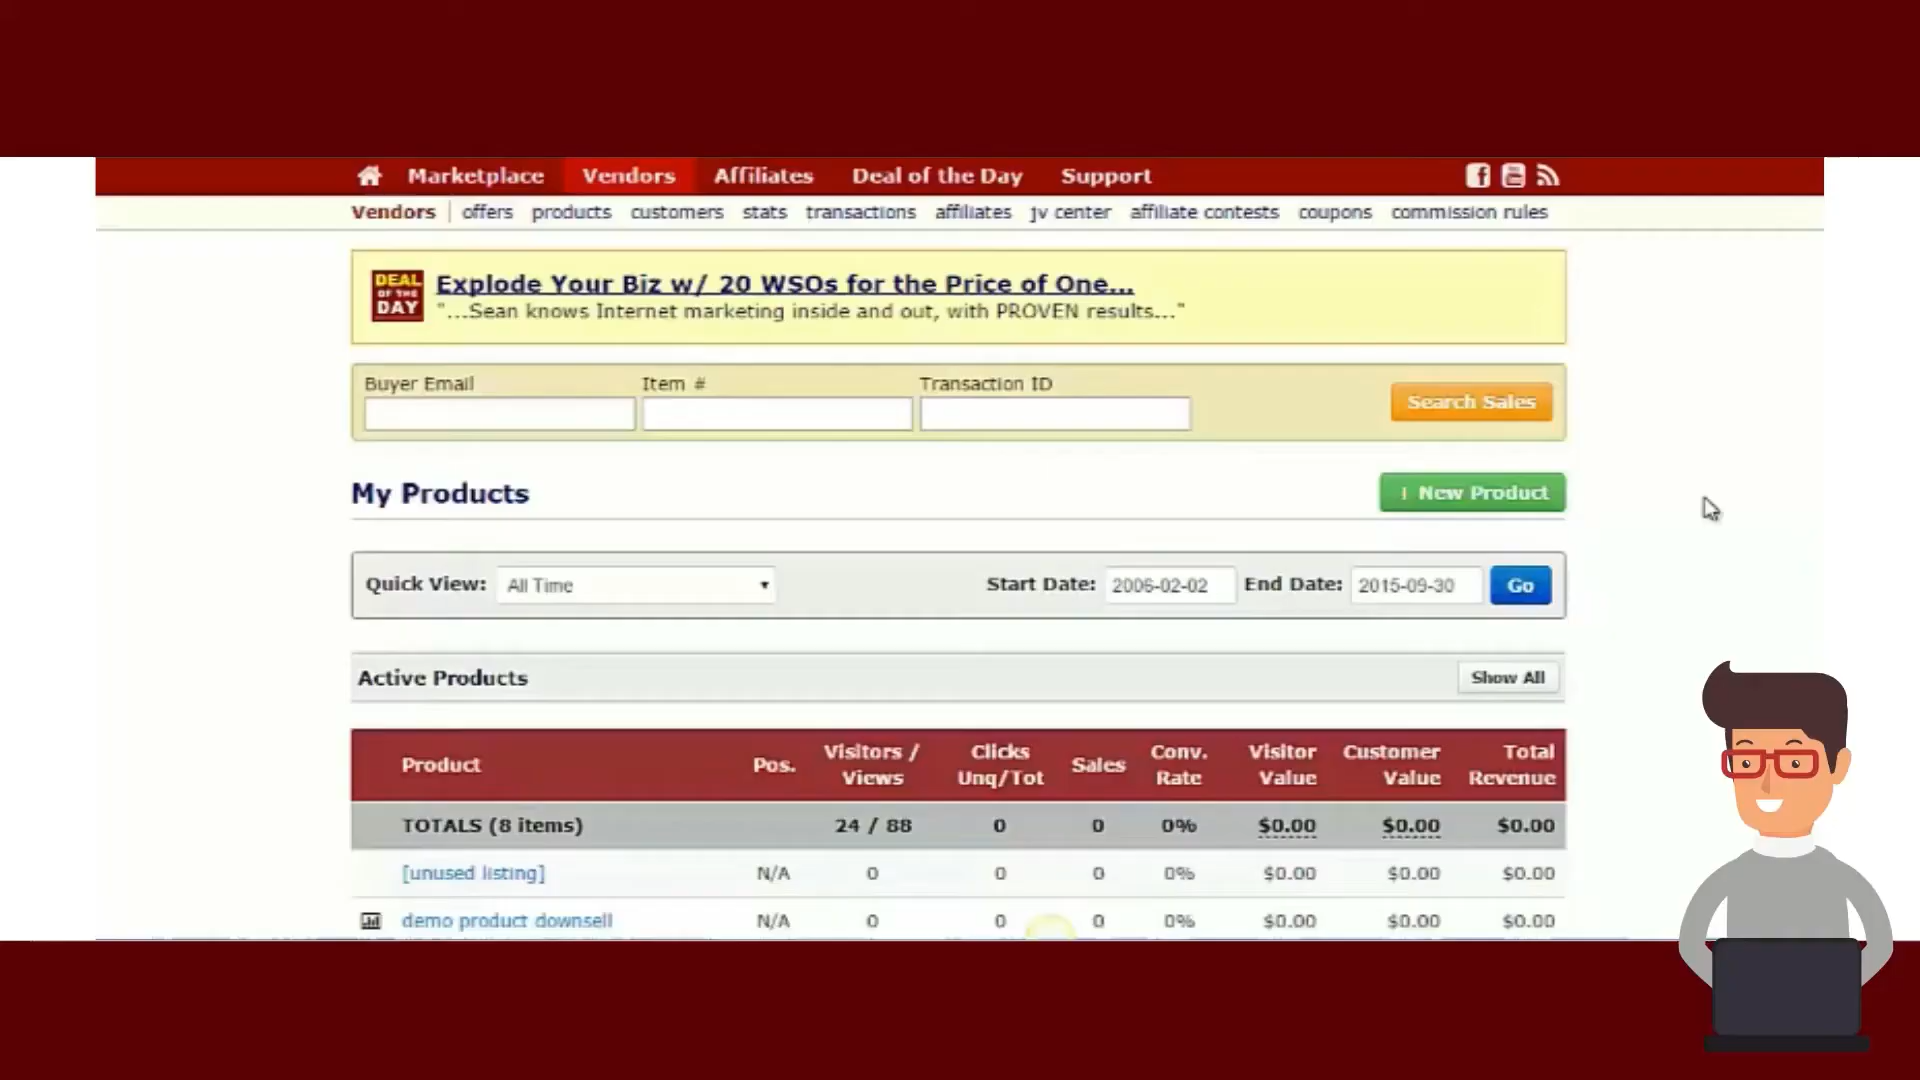 Marketplace Vendors Affiliates Deal of the Day Support
Vendors offers products customers stats transactions affiliates jv center affiliate contests coupons commission rules
DEAL OF THE DAY
Explode Your Biz w/ 20 WSOs for the Price of One...
"...Sean knows Internet marketing inside and out, with PROVEN results..."
Buyer Email Item # Transaction ID
Search Sales
My Products
New Product
Quick View: All Time Start Date: 2006-02-02 End Date: 2015-09-30 Go
Active Products Show All
Product Pos. Visitors / Views Clicks Unq/Tot Sales Conv. Rate Visitor Value Customer Value Total Revenue
TOTALS (8 items) 24 / 88 0 0 0% $0.00 $0.00 $0.00
[unused listing] N/A 0 0 0 0% $0.00 $0.00 $0.00
demo product downsell N/A 0 0 0 0% $0.00 $0.00 $0.00